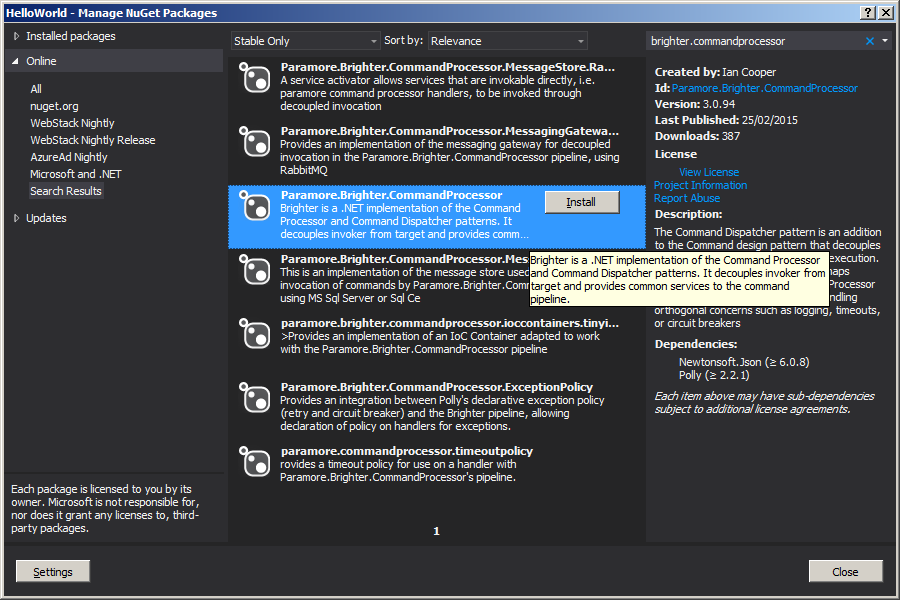 HelloWorld - Manage NuGet Packages
Installed packages
Online
All
nuget.org
WebStack Nightly
WebStack Nightly Release
AzureAd Nightly
Microsoft and .NET
Search Results
Updates
Each package is licensed to you by its
owner. Microsoft is not responsible for,
nor does it grant any licenses to, third-
party packages.
Settings
Stable Only
Sort by: Relevance
Paramore.Brighter.CommandProcessor.MessageStore.Ra...
A service activator allows services that are invokable directly, i.e.
paramore command processor handlers, to be invoked through
decoupled invocation
Paramore.Brighter.CommandProcessor.MessagingGatewa...
Provides an implementation of the messaging gateway for decoupled
invocation in the Paramore.Brighter.CommandProcessor pipeline, using
RabbitMQ
Paramore.Brighter.CommandProcessor
Brighter is a .NET implementation of the Command
Processor and Command Dispatcher patterns. It
decouples invoker from target and provides comm...
Install
Paramore.Brighter.CommandProcessor.Mes
This is an implementation of the message store used
invocation of commands by Paramore.Brighter.Com
using MS Sql Server or Sql Ce
Brighter is a .NET implementation of the Command Processor
and Command Dispatcher patterns. It decouples invoker from
target and provides common services to the command
pipeline.
paramore.brighter.commandprocessor.ioccontainers.tinyi...
>Provides an implementation of an IoC Container adapted to work
with the Paramore.Brighter.CommandProcessor pipeline
Paramore.Brighter.CommandProcessor.ExceptionPolicy
Provides an integration between Polly's declarative exception policy
(retry and circuit breaker) and the Brighter pipeline, allowing
declaration of policy on handlers for exceptions.
paramore.commandprocessor.timeoutpolicy
rovides a timeout policy for use on a handler with
Paramore.Brighter.CommandProcessor's pipeline.
1
brighter.commandprocessor
Created by: Ian Cooper
Id: Paramore.Brighter.CommandProcessor
Version: 3.0.94
Last Published: 25/02/2015
Downloads: 387
License
View License
Project Information
Report Abuse
Description:
The Command Dispatcher pattern is an addition
to the Command design pattern that decouples
execution.
haps
Processor
ndling
orthogonal concerns such as logging, timeouts,
or circuit breakers
Dependencies:
Newtonsoft.Json (≥ 6.0.8)
Polly (≥ 2.2.1)
Each item above may have sub-dependencies
subject to additional license agreements.
Close